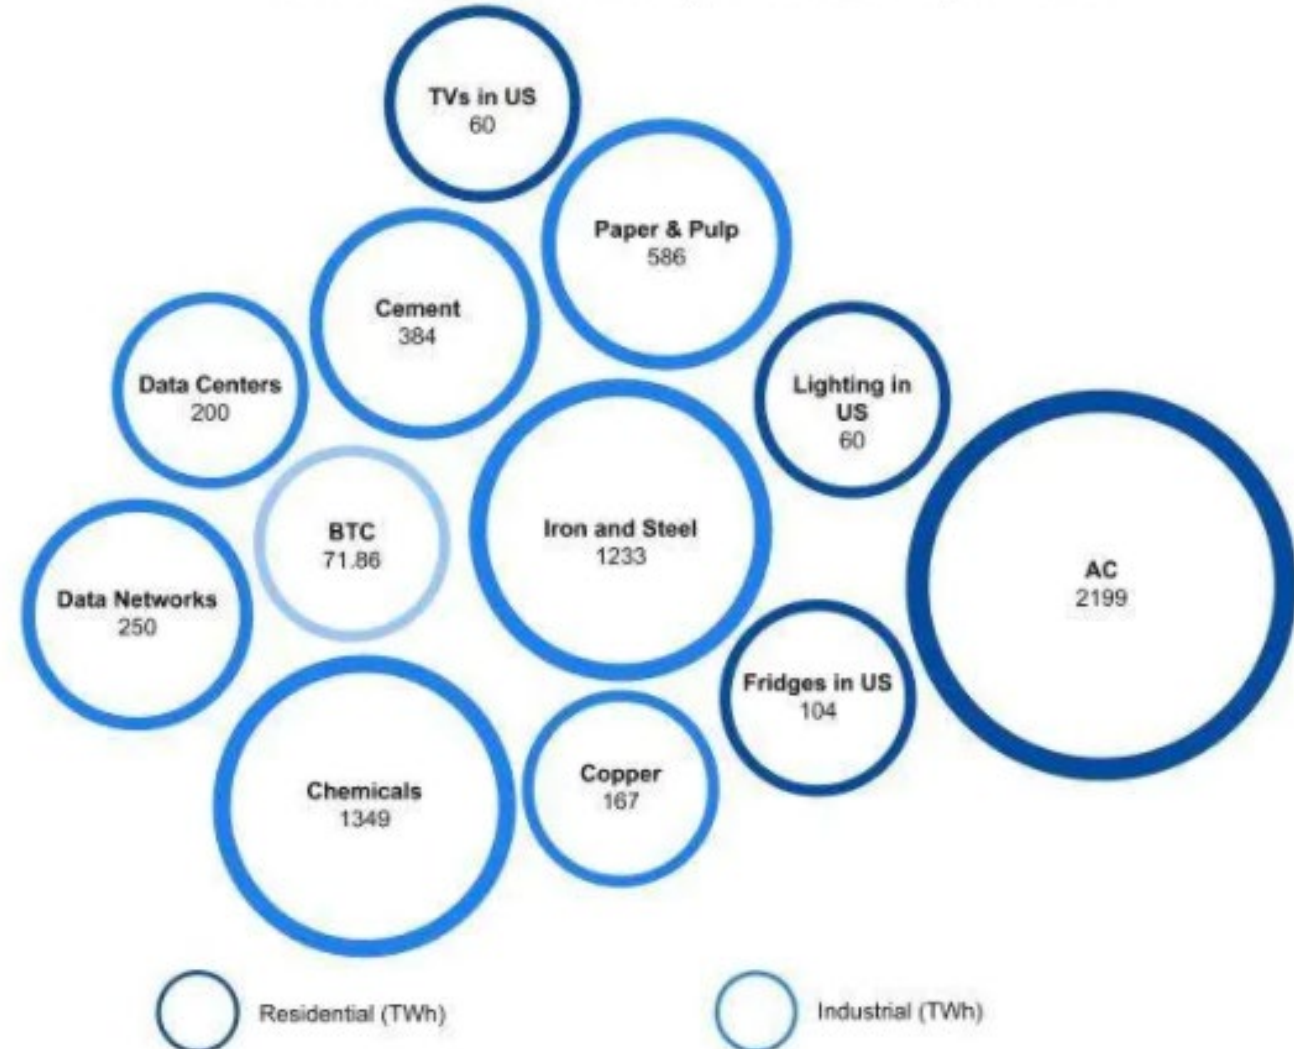 TVs in US
60
Paper & Pulp
586
Cement
384
Data Centers
200
Lighting in
US
60
BTC
71.86
Iron and Steel
1233
AC
2199
Data Networks
250
Fridges in US
104
Chemicals
1349
Copper
167
Residential (TWh)
Industrial (TWh)